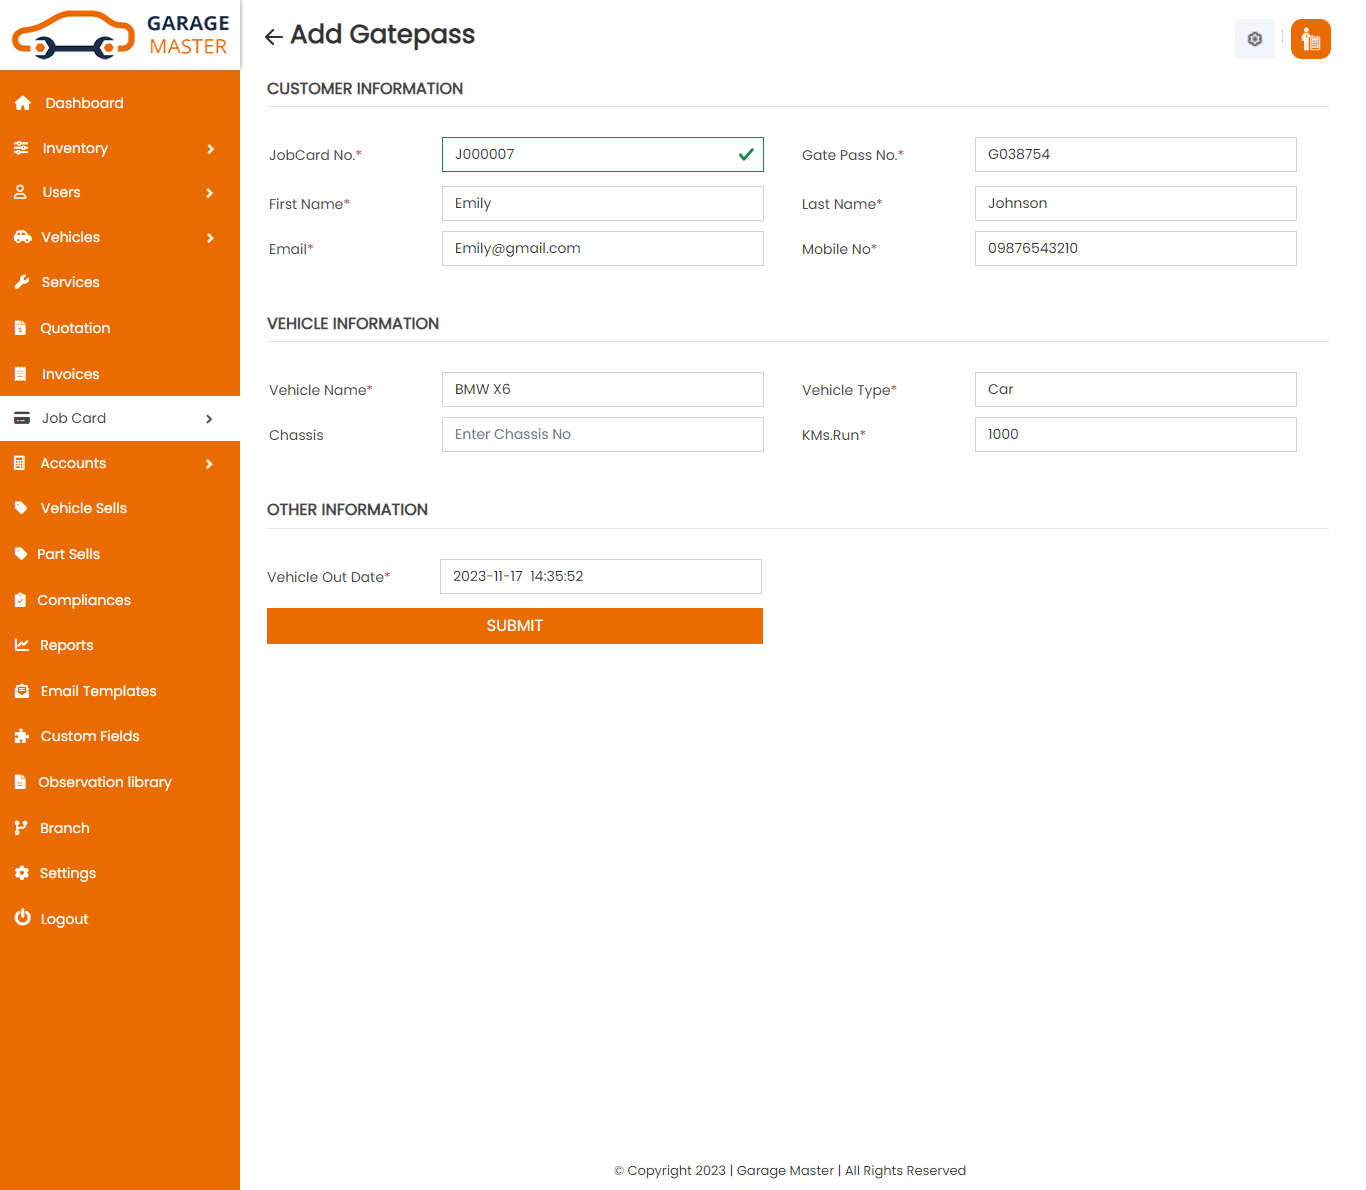 GARAGE
MASTER
Dashboard
Inventory
Users
Vehicles
Services
Quotation
Invoices
Job Card
Accounts
Vehicle Sells
Part Sells
Compliances
Reports
Email Templates
Custom Fields
Observation library
Branch
Settings
Logout
Add Gatepass
CUSTOMER INFORMATION
JobCard No.* J000007 Gate Pass No.* G038754
First Name* Emily Last Name* Johnson
Email* Emily@gmail.com Mobile No* 09876543210
VEHICLE INFORMATION
Vehicle Name* BMW X6 Vehicle Type* Car
Chassis Enter Chassis No KMs.Run* 1000
OTHER INFORMATION
Vehicle Out Date* 2023-11-17 14:35:52
SUBMIT
© Copyright 2023 | Garage Master | All Rights Reserved